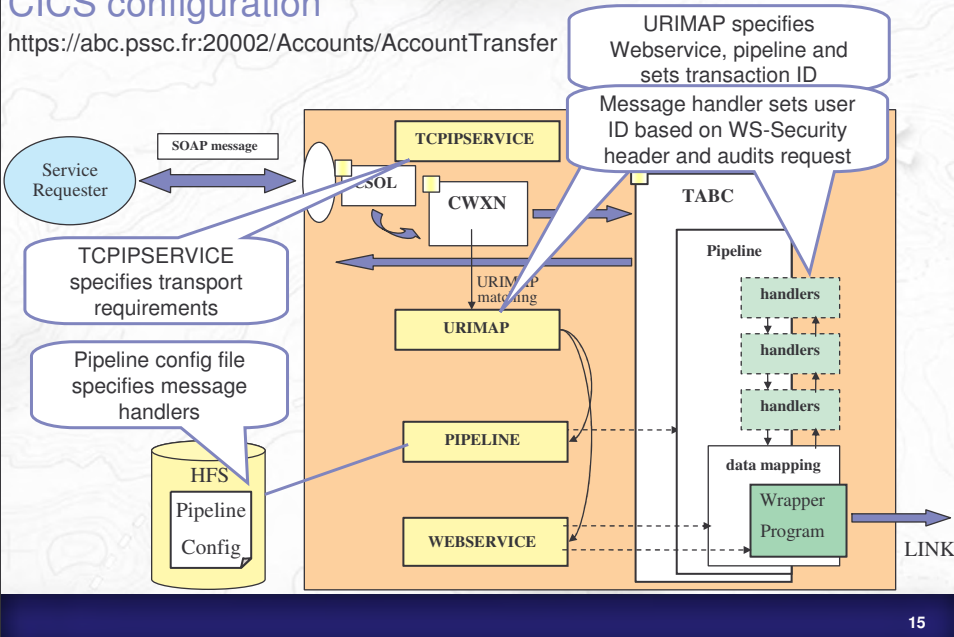 CICS configuration
https://abc.pssc.fr:20002/Accounts/AccountTransfer
URIMAP specifies
Webservice, pipeline and
sets transaction ID
Message handler sets user
ID based on WS-Security
header and audits request
TCPIPSERVICE
SOAP message
Service
Requester
CSOL
CWXN
TABC
Pipeline
TCPIPSERVICE
specifies transport
requirements
URIMAP
matching
handlers
URIMAP
handlers
Pipeline config file
specifies message
handlers
handlers
PIPELINE
data mapping
HFS
Pipeline
Config
Wrapper
Program
WEBSERVICE
LINK
15